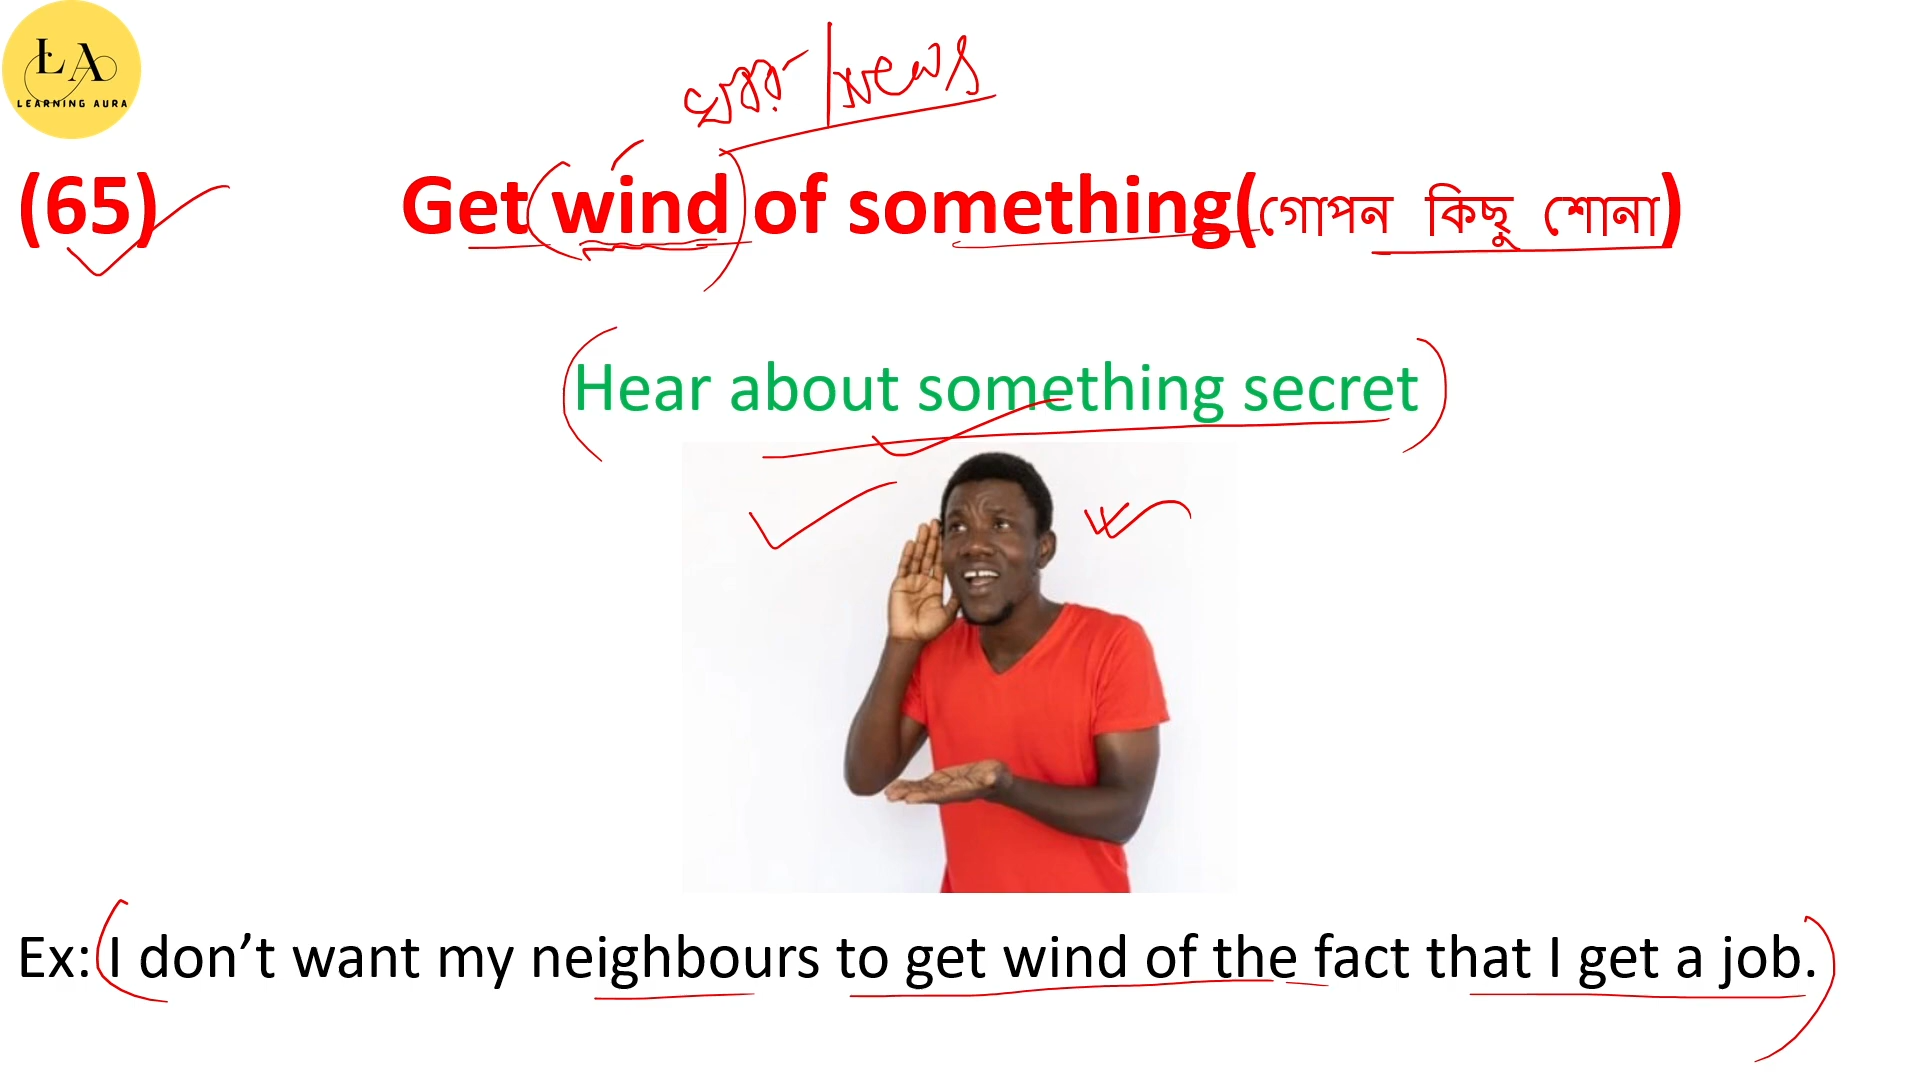 LA
LEARNING AURA
খবর / News
(65) Get wind of something(গোপন কিছু শোনা)
Hear about something secret
Ex: I don’t want my neighbours to get wind of the fact that I get a job.